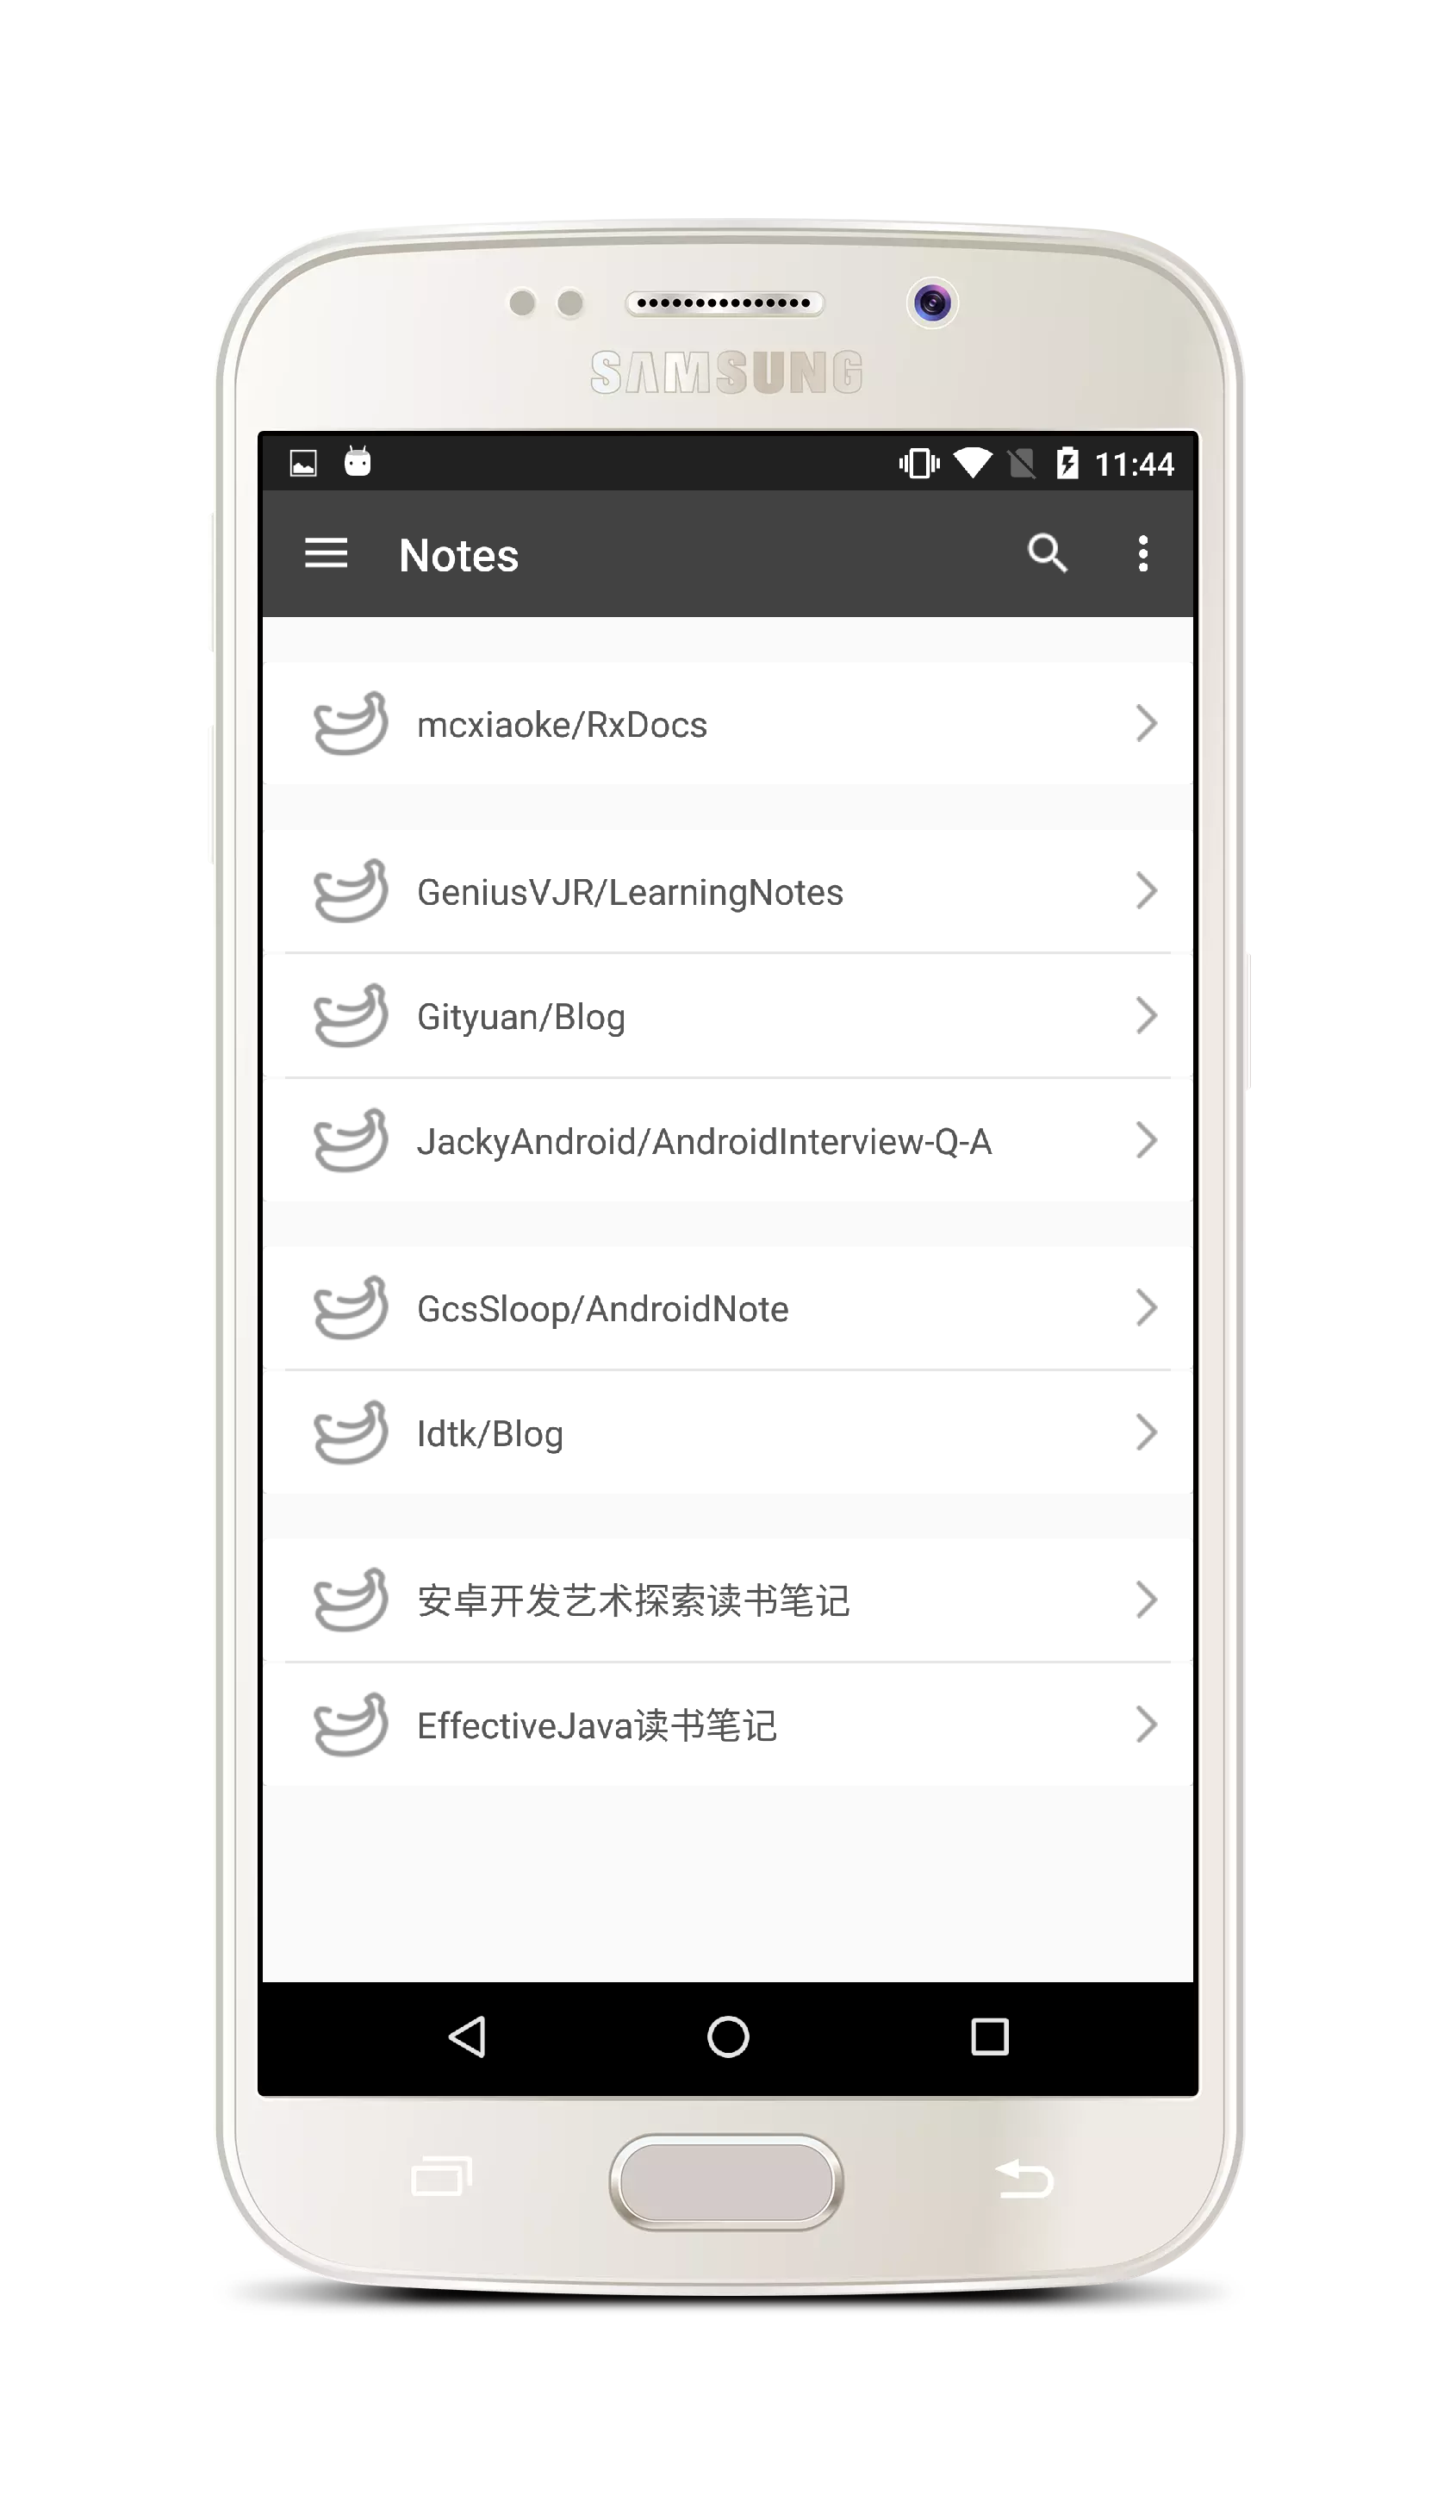 SAMSUNG
11:44
Notes
mcxiaoke/RxDocs
GeniusVJR/LearningNotes
Gityuan/Blog
JackyAndroid/AndroidInterview-Q-A
GcsSloop/AndroidNote
Idtk/Blog
安卓开发艺术探索读书笔记
EffectiveJava读书笔记